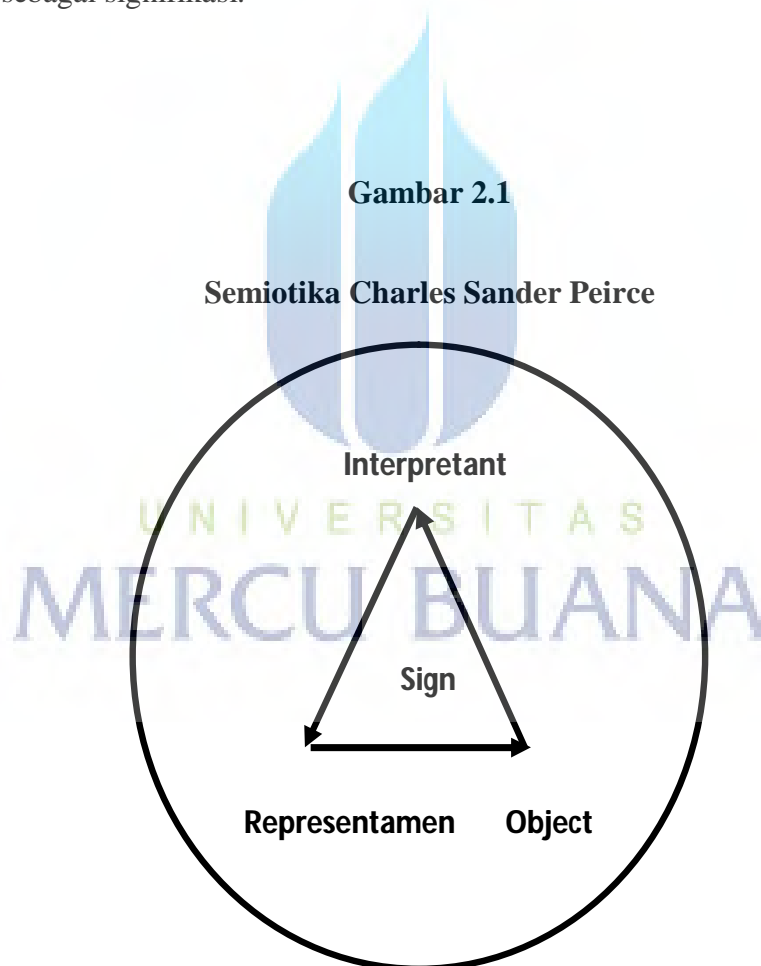 sebagai signifikasi.
Gambar 2.1
Semiotika Charles Sander Peirce
Interpretant
UNIVERSITAS
MERCU BUANA
Sign
Representamen Object